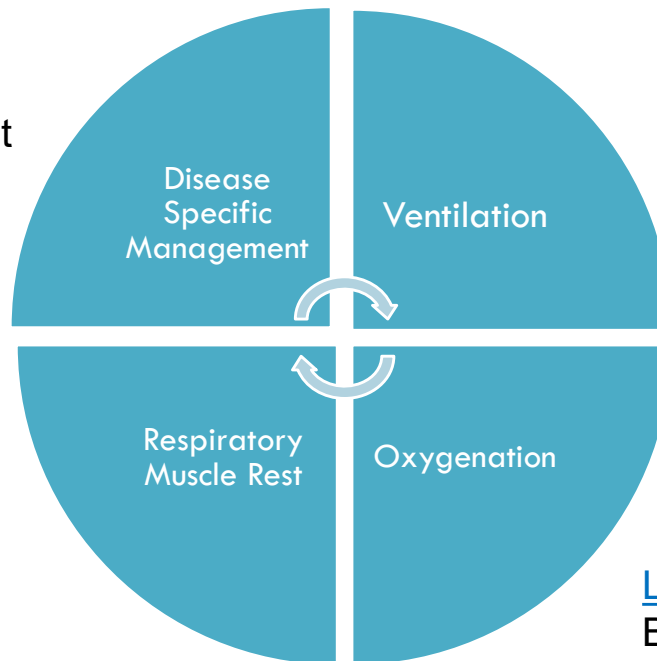 t
Disease
Specific
Management
Ventilation
Respiratory
Muscle Rest
Oxygenation
L
E